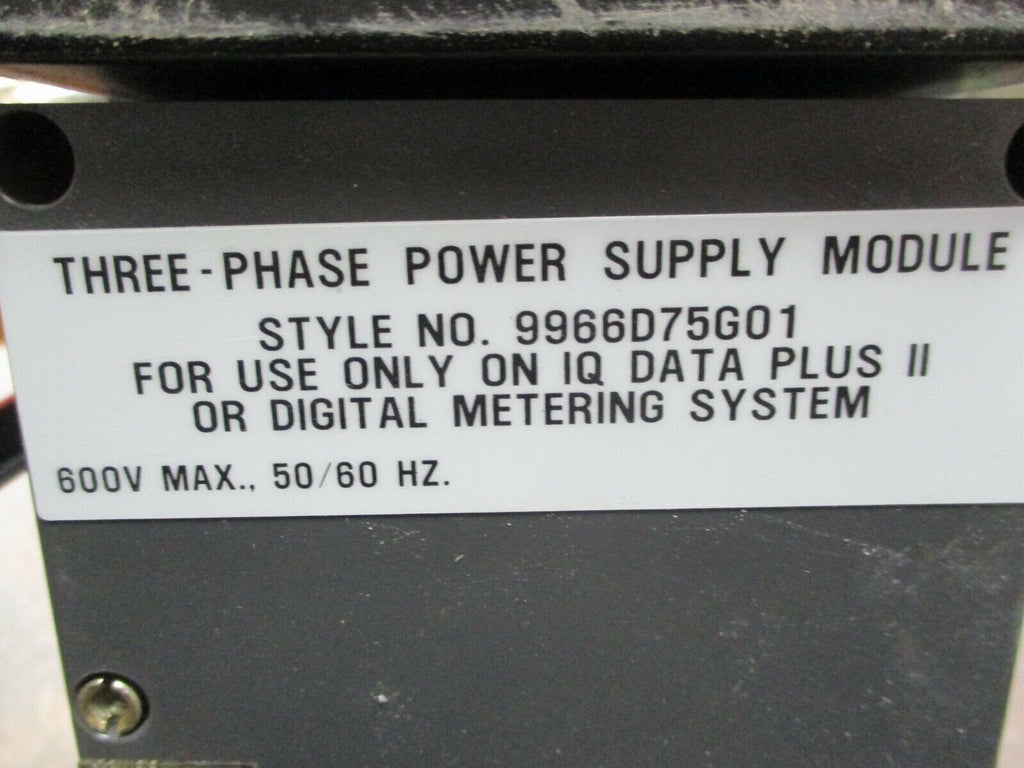 THREE-PHASE POWER SUPPLY MODULE
STYLE NO. 9966D75G01
FOR USE ONLY ON IQ DATA PLUS II
OR DIGITAL METERING SYSTEM
600V MAX., 50/60 HZ.